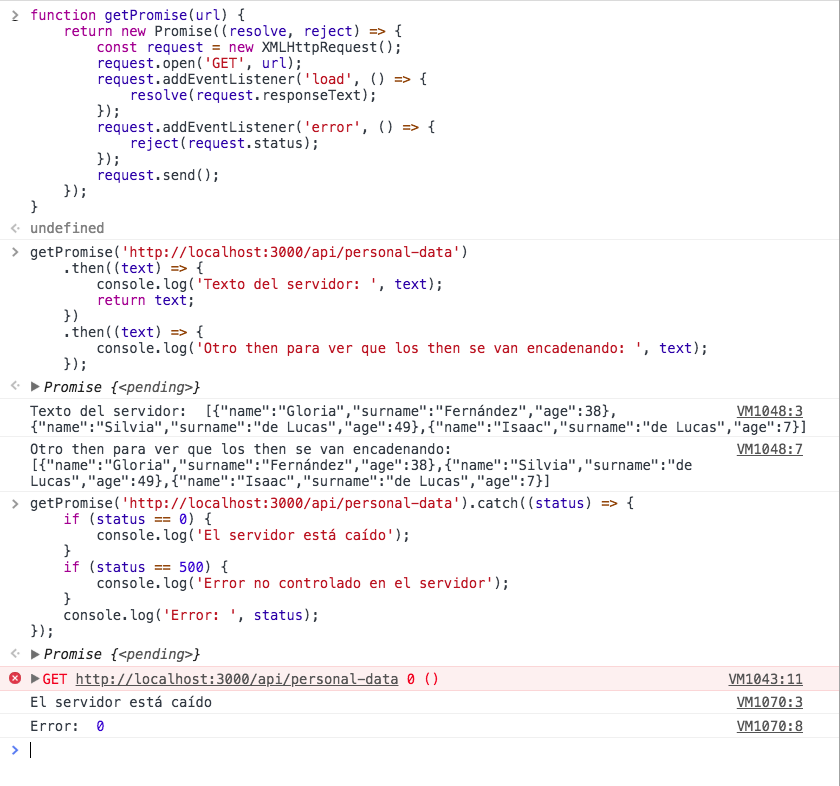 function getPromise(url) {
    return new Promise((resolve, reject) => {
        const request = new XMLHttpRequest();
        request.open('GET', url);
        request.addEventListener('load', () => {
            resolve(request.responseText);
        });
        request.addEventListener('error', () => {
            reject(request.status);
        });
        request.send();
    });
}
undefined
getPromise('http://localhost:3000/api/personal-data')
    .then((text) => {
        console.log('Texto del servidor: ', text);
        return text;
    })
    .then((text) => {
        console.log('Otro then para ver que los then se van encadenando: ', text);
    });
Promise {<pending>}
Texto del servidor:  [{"name":"Gloria","surname":"Fernández","age":38}, VM1048:3
{"name":"Silvia","surname":"de Lucas","age":49},{"name":"Isaac","surname":"de Lucas","age":7}]
Otro then para ver que los then se van encadenando: VM1048:7
[{"name":"Gloria","surname":"Fernández","age":38},{"name":"Silvia","surname":"de
Lucas","age":49},{"name":"Isaac","surname":"de Lucas","age":7}]
getPromise('http://localhost:3000/api/personal-data').catch((status) => {
    if (status == 0) {
        console.log('El servidor está caído');
    }
    if (status == 500) {
        console.log('Error no controlado en el servidor');
    }
    console.log('Error: ', status);
});
Promise {<pending>}
GET http://localhost:3000/api/personal-data 0 () VM1043:11
El servidor está caído VM1070:3
Error:  0 VM1070:8